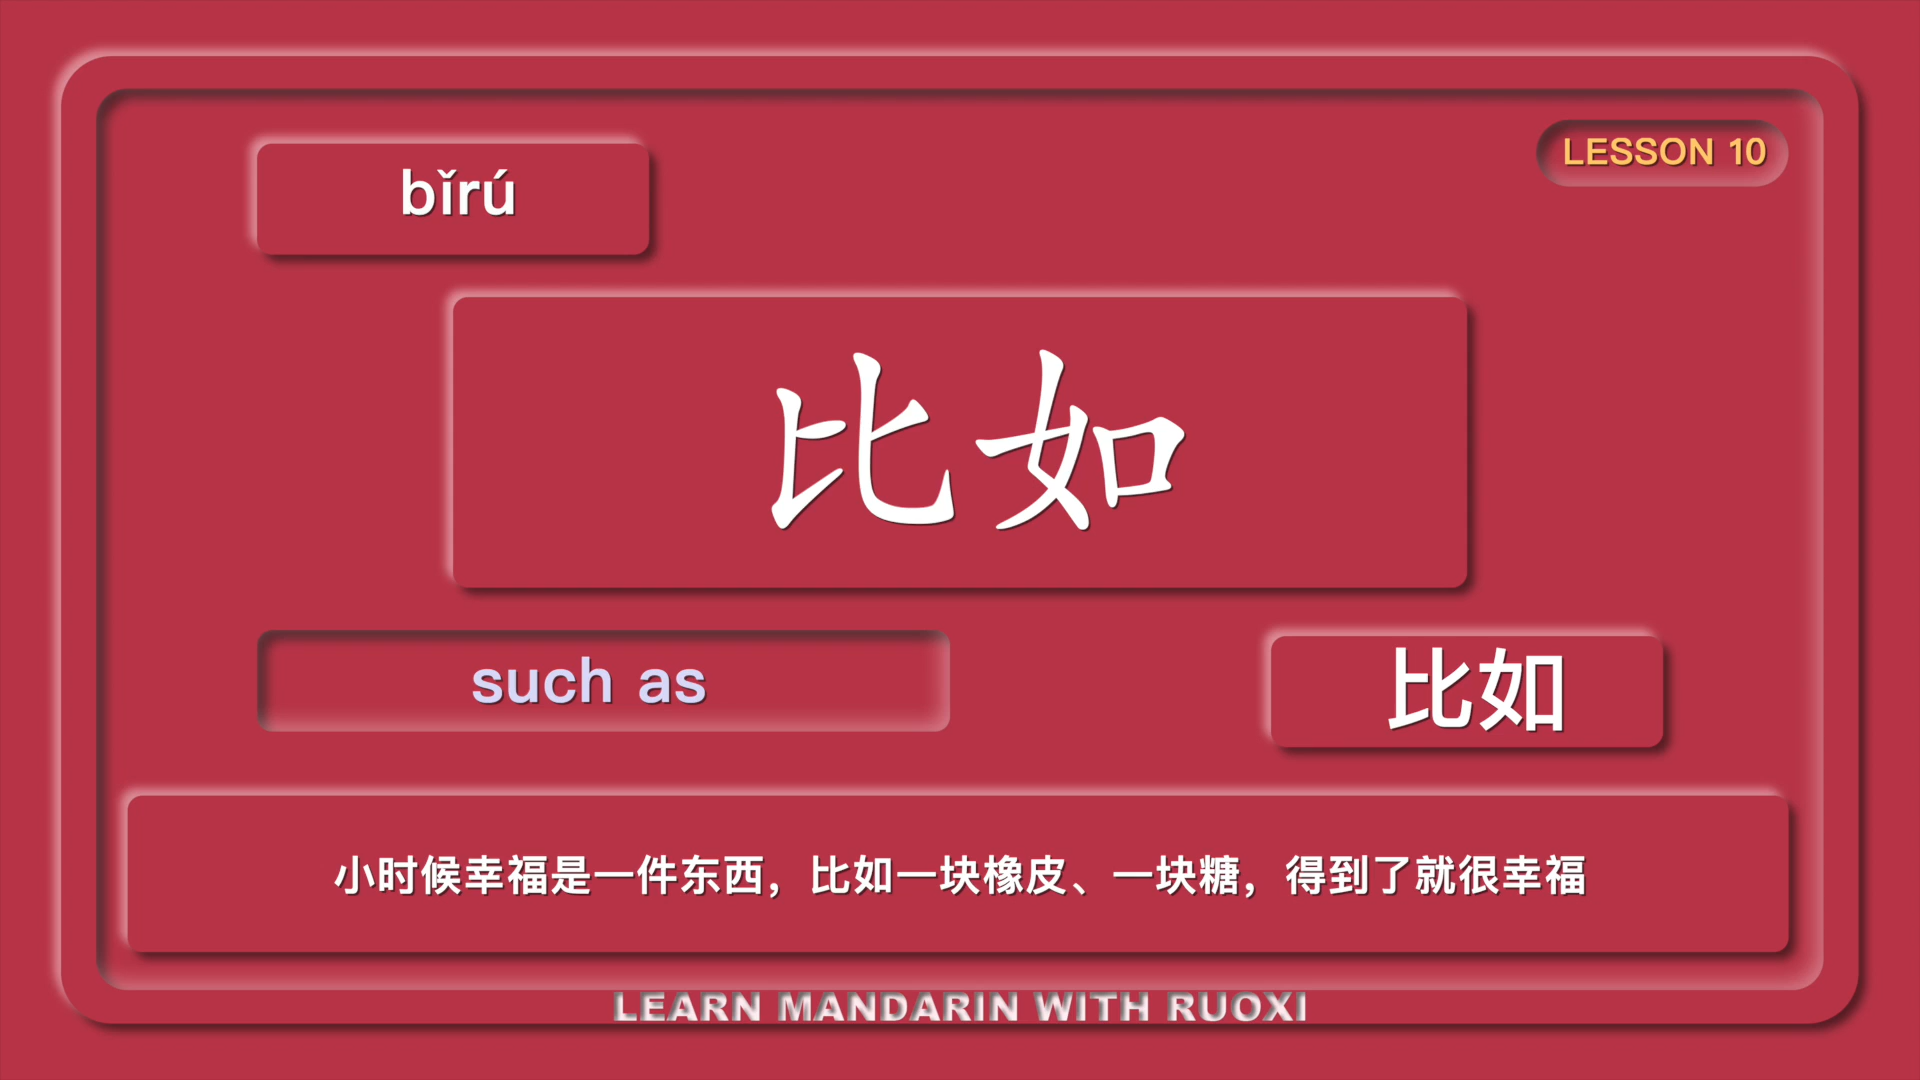 LESSON 10
bǐrú
比如
such as
比如
小时候幸福是一件东西，比如一块橡皮、一块糖，得到了就很幸福
LEARN MANDARIN WITH RUOXI